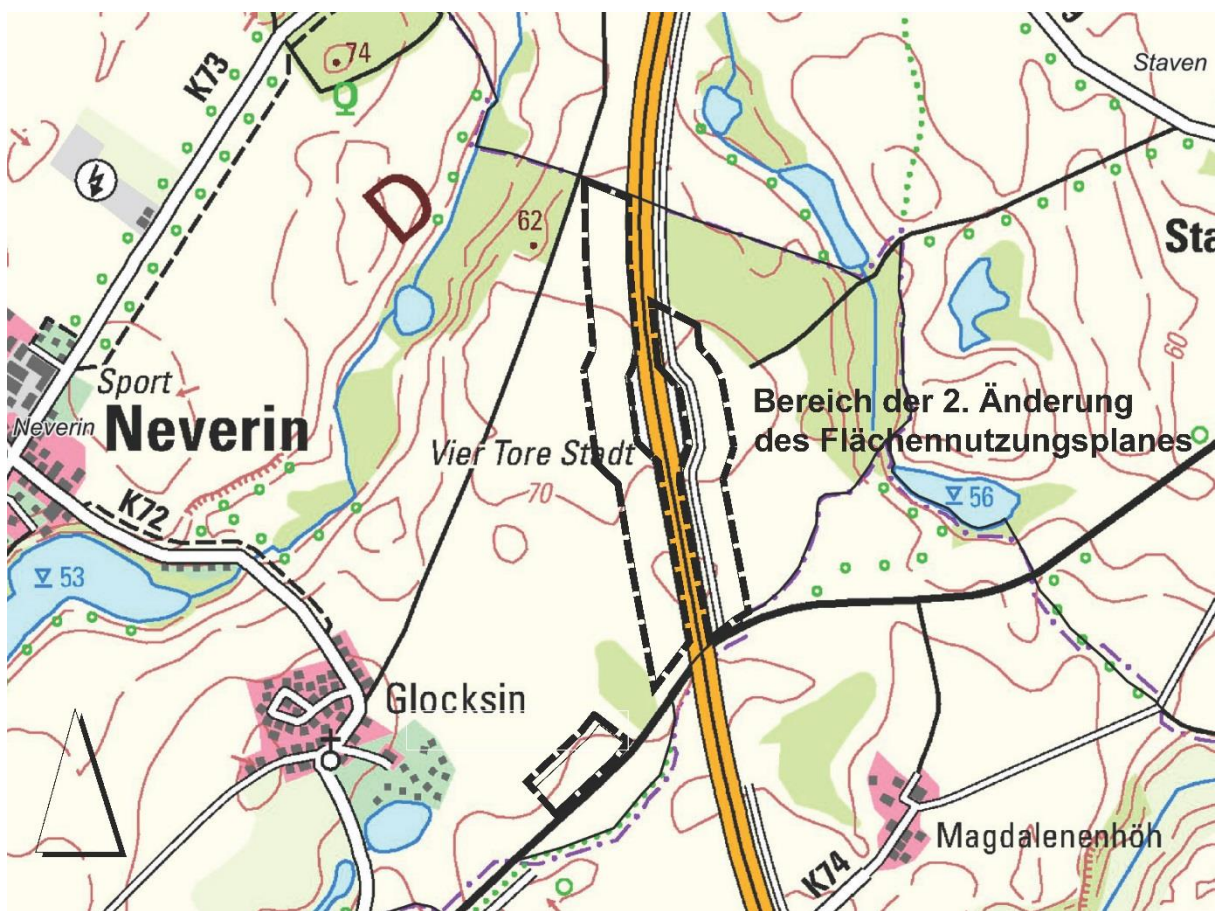 74
K73
Staven
D
62
Sta
60
Sport
Neverin
Neverin
Bereich der 2. Änderung
des Flächennutzungsplanes
Vier Tore Stadt
70
56
K72
53
Glocksin
Magdalenenhöh
K74